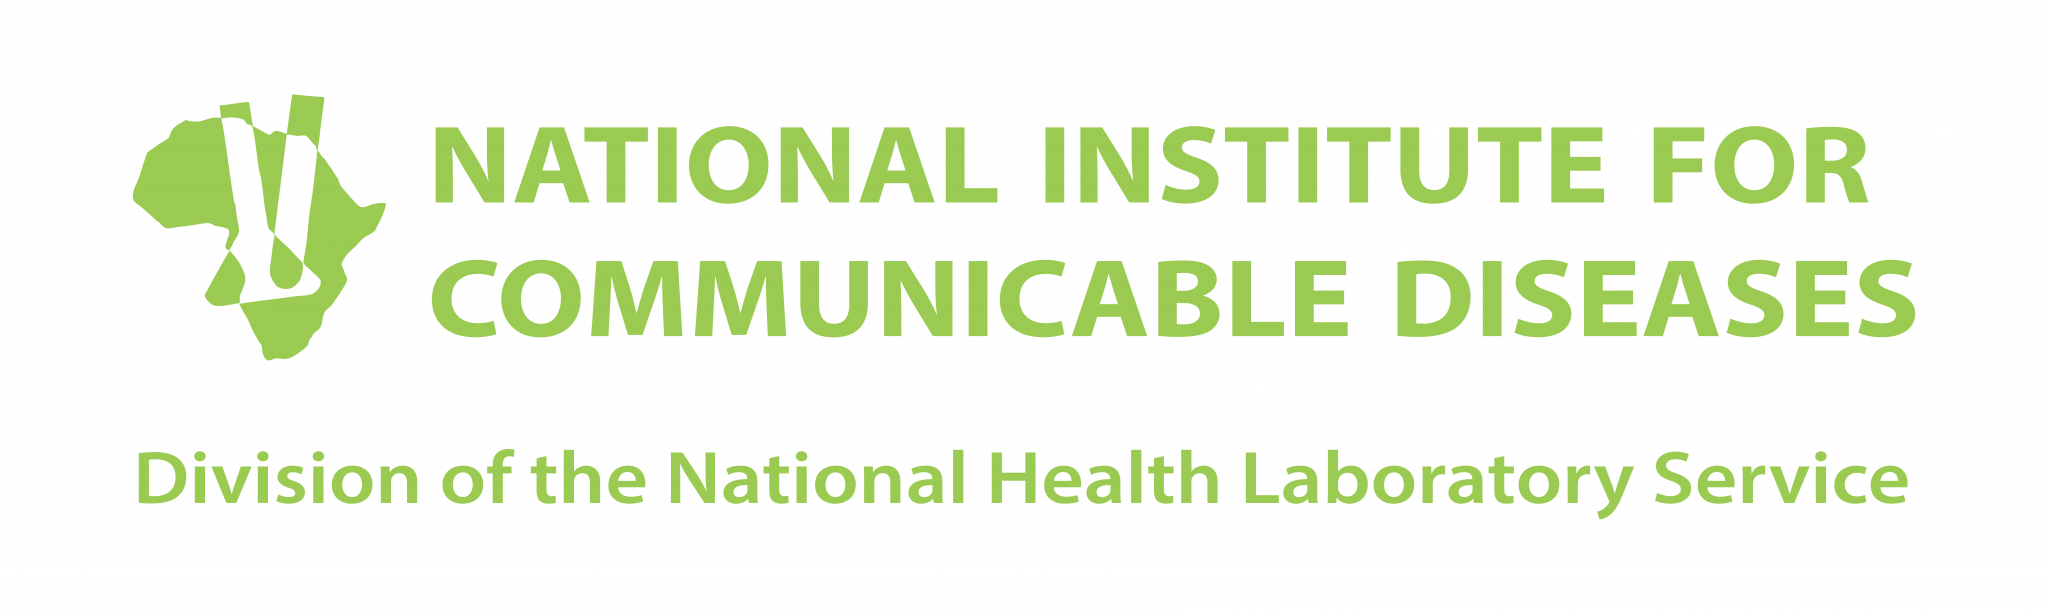 NATIONAL INSTITUTE FOR
COMMUNICABLE DISEASES
Division of the National Health Laboratory Service